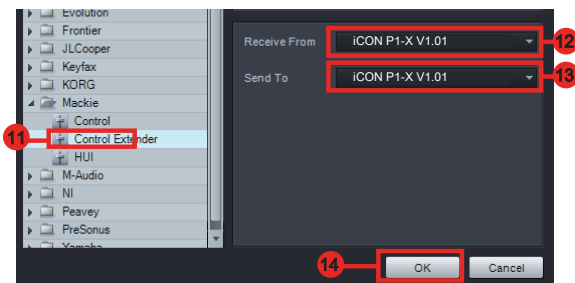 Evolution
Frontier
JLCooper
Keyfax
KORG
Mackie
Control
11 Control Extender
HUI
M-Audio
NI
Peavey
PreSonus
Yamaha
Receive From iCON P1-X V1.01 12
Send To iCON P1-X V1.01 13
14 OK Cancel